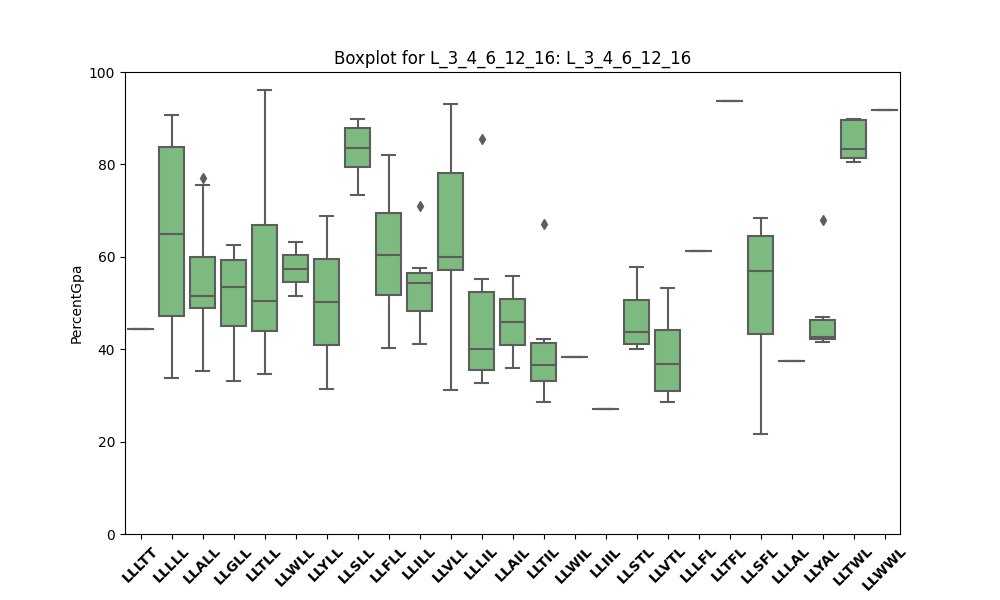 Boxplot for L_3_4_6_12_16: L_3_4_6_12_16
PercentGpa
100
80
60
40
20
0
LLLTT
LLLLL
LLALL
LLGLL
LLTLL
LLWLL
LLYLL
LLSLL
LLFLL
LLILL
LLVLL
LLLIL
LLAIL
LLTIL
LLWIL
LLIIL
LLSTL
LLVTL
LLLFL
LLTFL
LLSFL
LLLAL
LLYAL
LLTWL
LLWWL